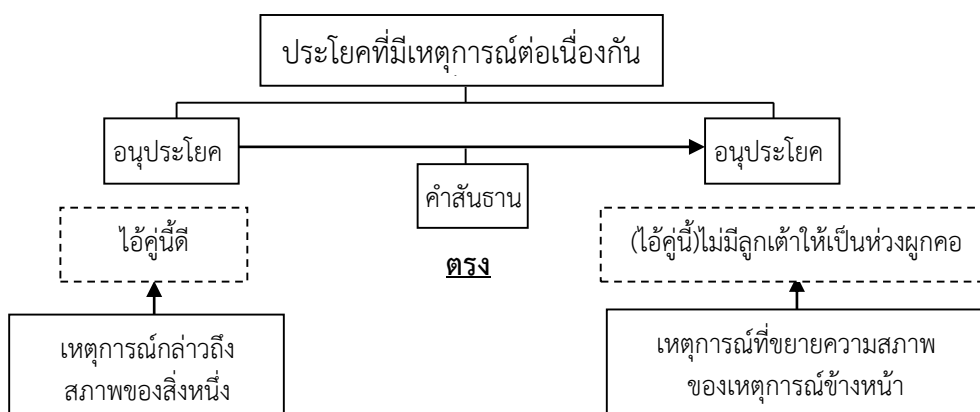 ประโยคที่มีเหตุการณ์ต่อเนื่องกัน
อนุประโยค
อนุประโยค
คำสันธาน
ไอ้คู่นี้ดี
(ไอ้คู่นี้)ไม่มีลูกเต้าให้เป็นห่วงผูกคอ
ตรง
เหตุการณ์กล่าวถึง
สภาพของสิ่งหนึ่ง
เหตุการณ์ที่ขยายความสภาพ
ของเหตุการณ์ข้างหน้า